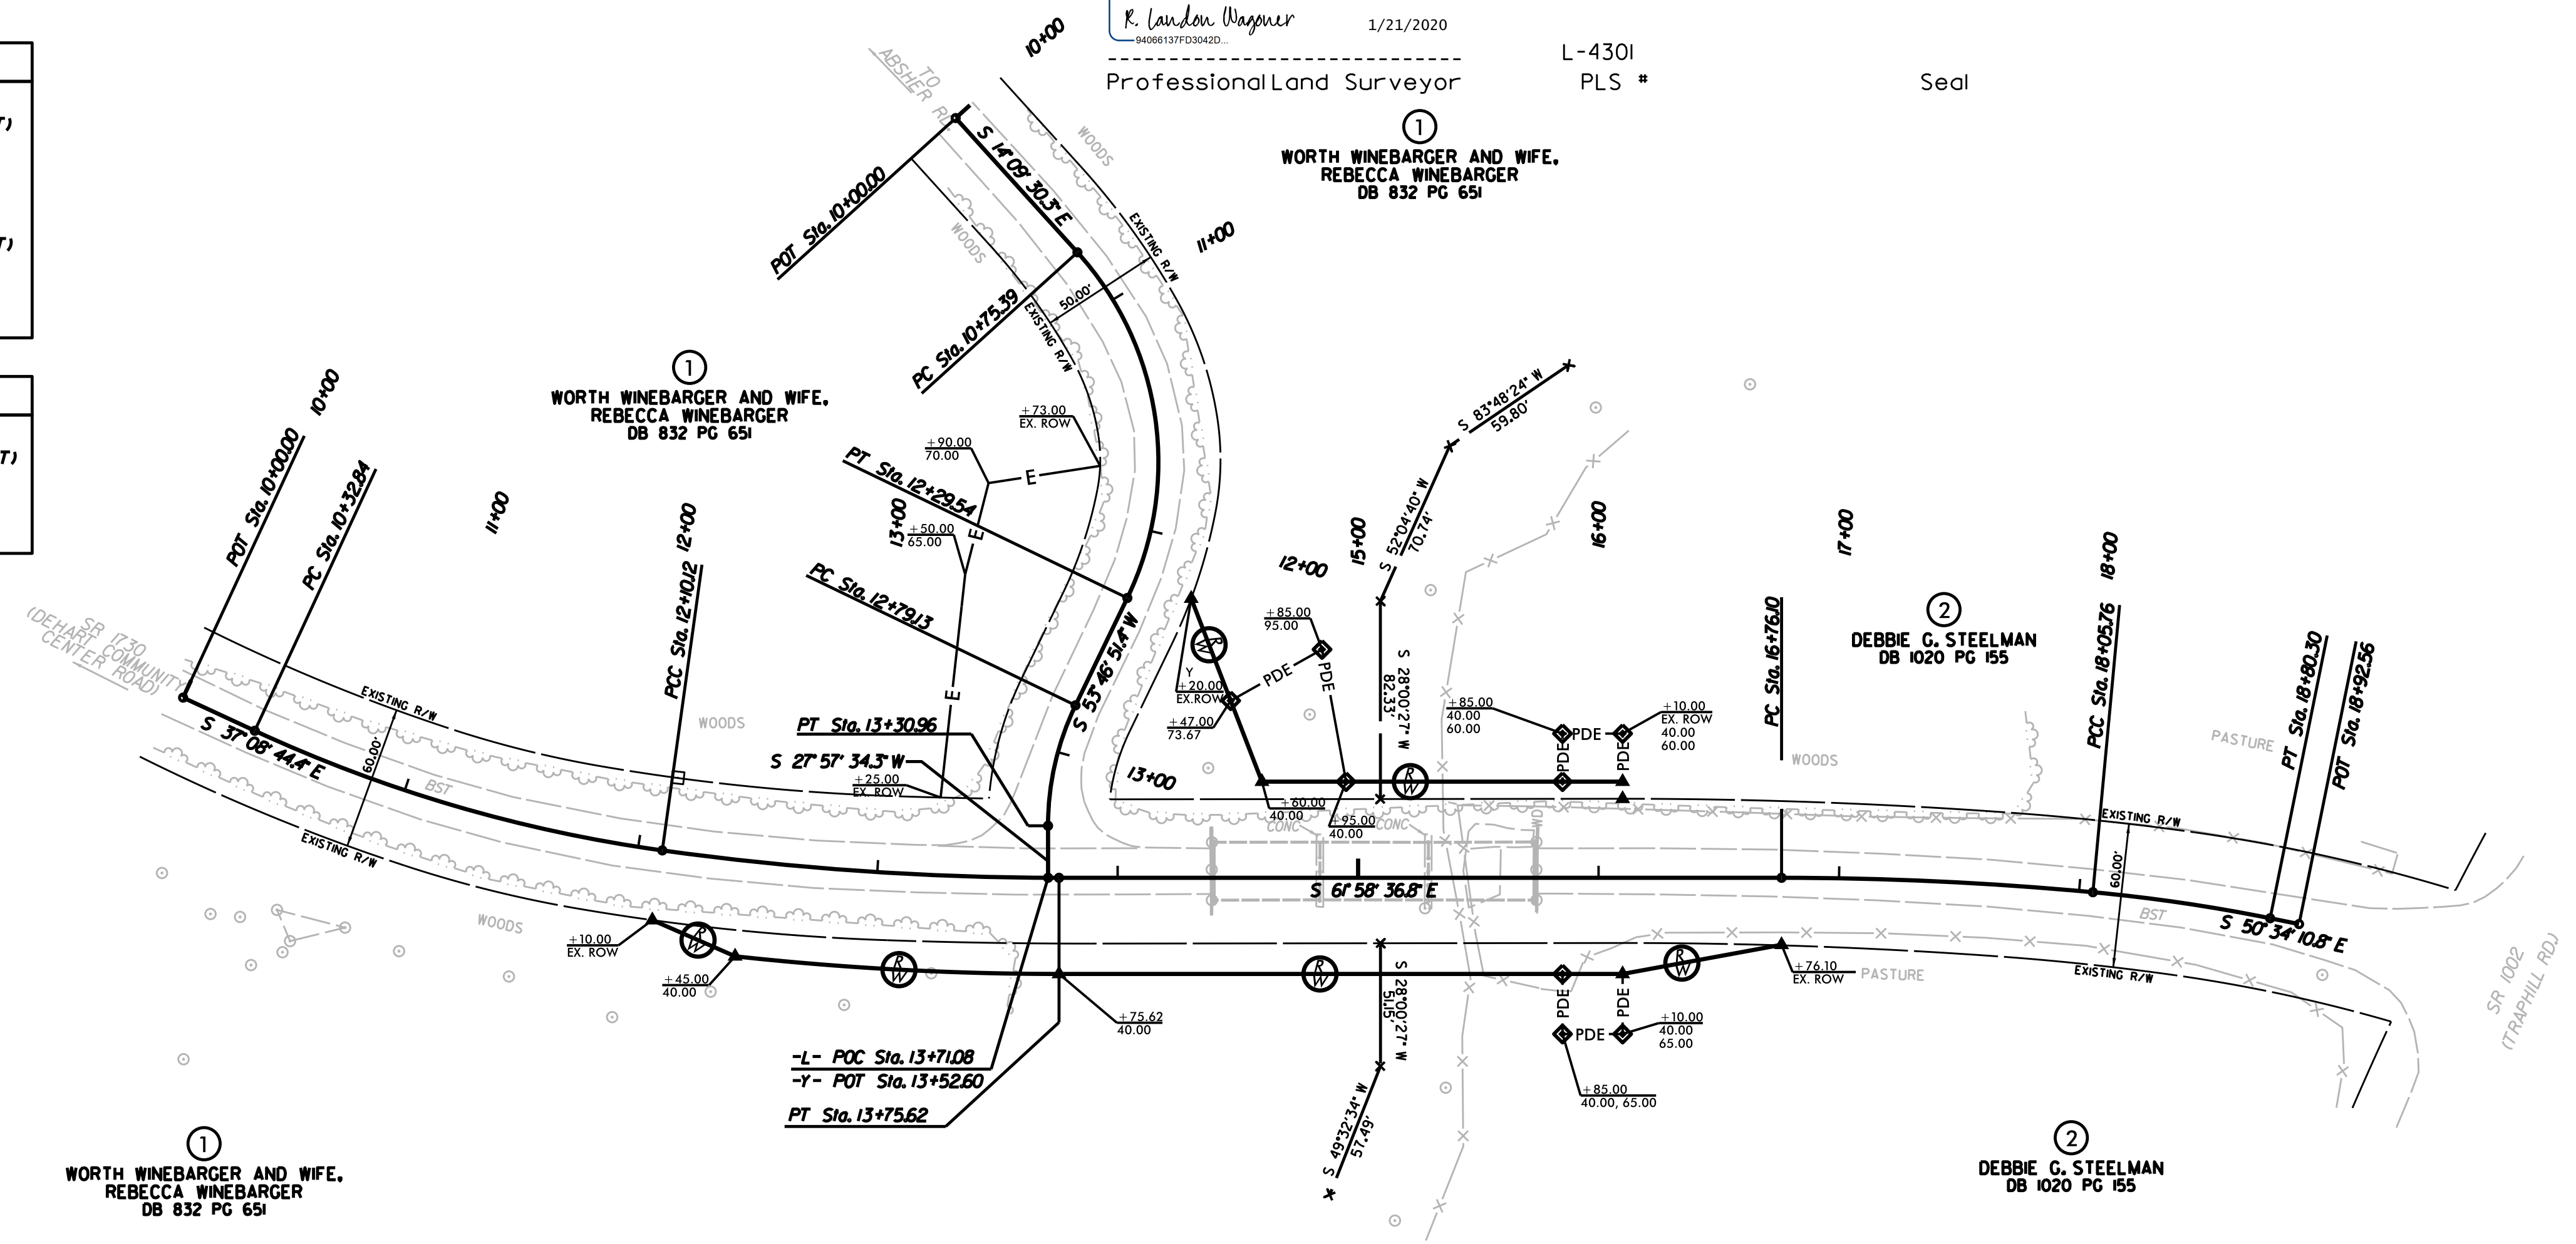 R. Landon Wagoner
1/21/2020
94066137FD3042D...
L-4301
Professional Land Surveyor
PLS #
Seal
10+00
TO
ABSHER RD.
WOODS
1
WORTH WINEBARGER AND WIFE,
REBECCA WINEBARGER
DB 832 PG 651
S 14°09'30.3" E
POT Sta. 10+00.00
WOODS
EXISTING R/W
11+00
50.00'
EXISTING R/W
PC Sta. 10+75.39
1
WORTH WINEBARGER AND WIFE,
REBECCA WINEBARGER
DB 832 PG 651
10+00
POT Sta. 10+00.00
PC Sta. 10+32.84
11+00
12+00
PCC Sta. 12+10.12
+73.00
EX. ROW
+90.00
70.00
E
PT Sta. 12+29.54
13+00
+50.00
65.00
E
PC Sta. 12+79.13
E
S 53°46'51.4" W
S 83°48'24" W
59.80'
S 52°04'40" W
70.74'
12+00
15+00
16+00
17+00
18+00
+85.00
95.00
PDE
PDE
R/W
Y
+20.00
EX.ROW
+47.00
73.67
S 28°00'27" W
82.33'
+85.00
40.00
60.00
PDE
+10.00
EX. ROW
40.00
60.00
PDE
PDE
PC Sta. 16+76.10
2
DEBBIE G. STEELMAN
DB 1020 PG 155
PCC Sta. 18+05.76
PT Sta. 18+80.30
POT Sta. 18+92.56
WOODS
PASTURE
SR 1730
(DEHART COMMUNITY
CENTER ROAD)
S 37°08'44.4" E
EXISTING R/W
60.00'
EXISTING R/W
BST
WOODS
PT Sta. 13+30.96
S 27°57'34.3" W
+25.00
EX. ROW
13+00
+60.00
40.00
+95.00
40.00
R/W
CONC
CONC
WD
S 61°58'36.8" E
EXISTING R/W
60.00'
BST
S 50°34'10.8" E
EXISTING R/W
SR 1002
(TRAPHILL RD)
WOODS
+10.00
EX. ROW
R/W
+45.00
40.00
R/W
R/W
R/W
+76.10
EX. ROW
PASTURE
S 28°00'27" W
51.15'
+75.62
40.00
PDE
PDE
PDE
+10.00
40.00
65.00
+85.00
40.00, 65.00
-L- POC Sta. 13+71.08
-Y- POT Sta. 13+52.60
PT Sta. 13+75.62
S 49°32'34" W
57.49'
1
WORTH WINEBARGER AND WIFE,
REBECCA WINEBARGER
DB 832 PG 651
2
DEBBIE G. STEELMAN
DB 1020 PG 155